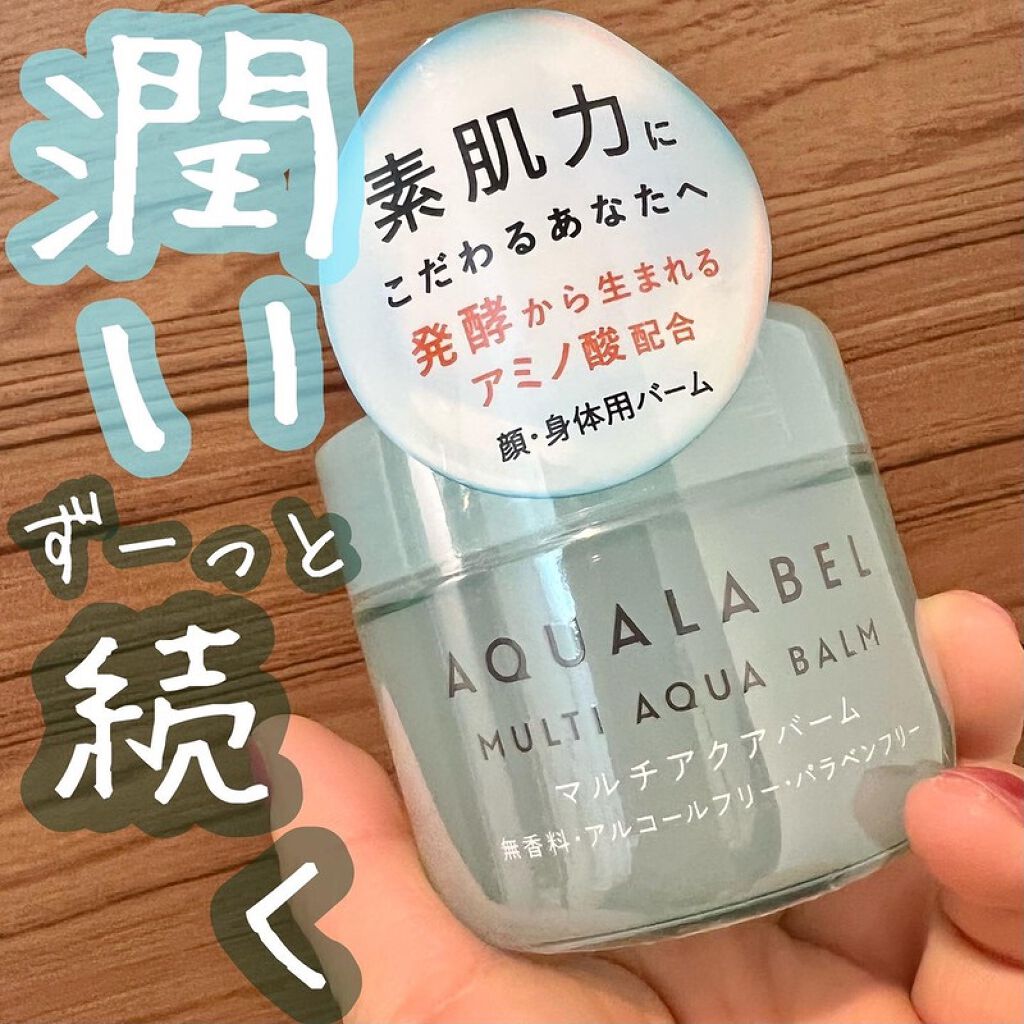 潤い
ずーっと
続く
素肌力に
こだわるあなたへ
発酵から生まれる
アミノ酸配合
顔・身体用バーム
AQUALABEL
MULTI AQUA BALM
マルチアクアバーム
無香料・アルコールフリー・パラベンフリー